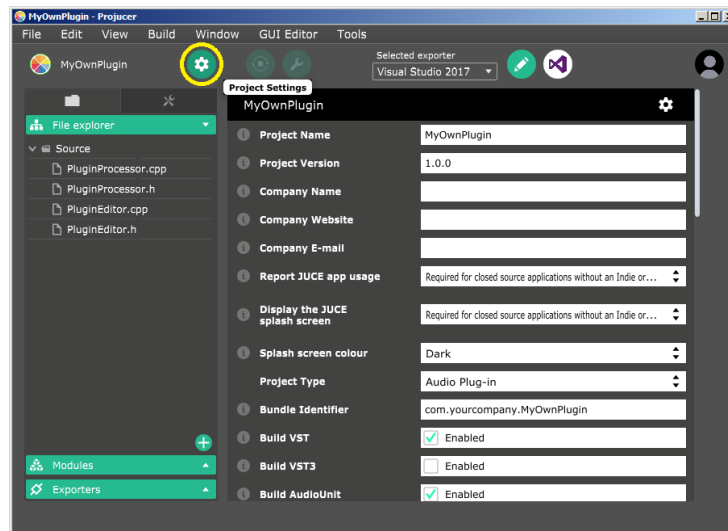 MyOwnPlugin - Projucer
File Edit View Build Window GUI Editor Tools
MyOwnPlugin
Selected exporter
Visual Studio 2017
Project Settings
MyOwnPlugin
File explorer
Source
PluginProcessor.cpp
PluginProcessor.h
PluginEditor.cpp
PluginEditor.h
Modules
Exporters
Project Name MyOwnPlugin
Project Version 1.0.0
Company Name
Company Website
Company E-mail
Report JUCE app usage Required for closed source applications without an Indie or...
Display the JUCE
splash screen Required for closed source applications without an Indie or...
Splash screen colour Dark
Project Type Audio Plug-in
Bundle Identifier com.yourcompany.MyOwnPlugin
Build VST Enabled
Build VST3 Enabled
Build AudioUnit Enabled